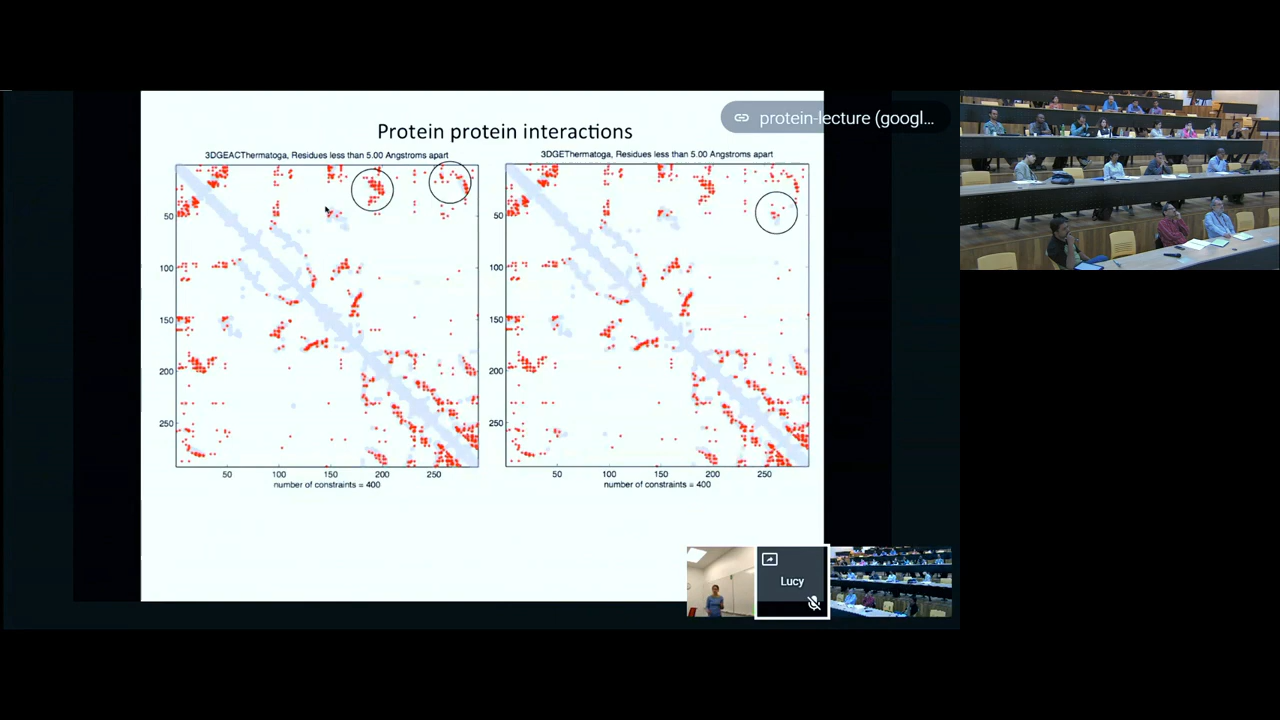 protein-lecture (googl...
Protein protein interactions
3DGEACThermatoga, Residues less than 5.00 Angstroms apart
50
100
150
200
250
50
100
150
200
250
number of constraints = 400
3DGEThermatoga, Residues less than 5.00 Angstroms apart
50
100
150
200
250
50
100
150
200
250
number of constraints = 400
Lucy